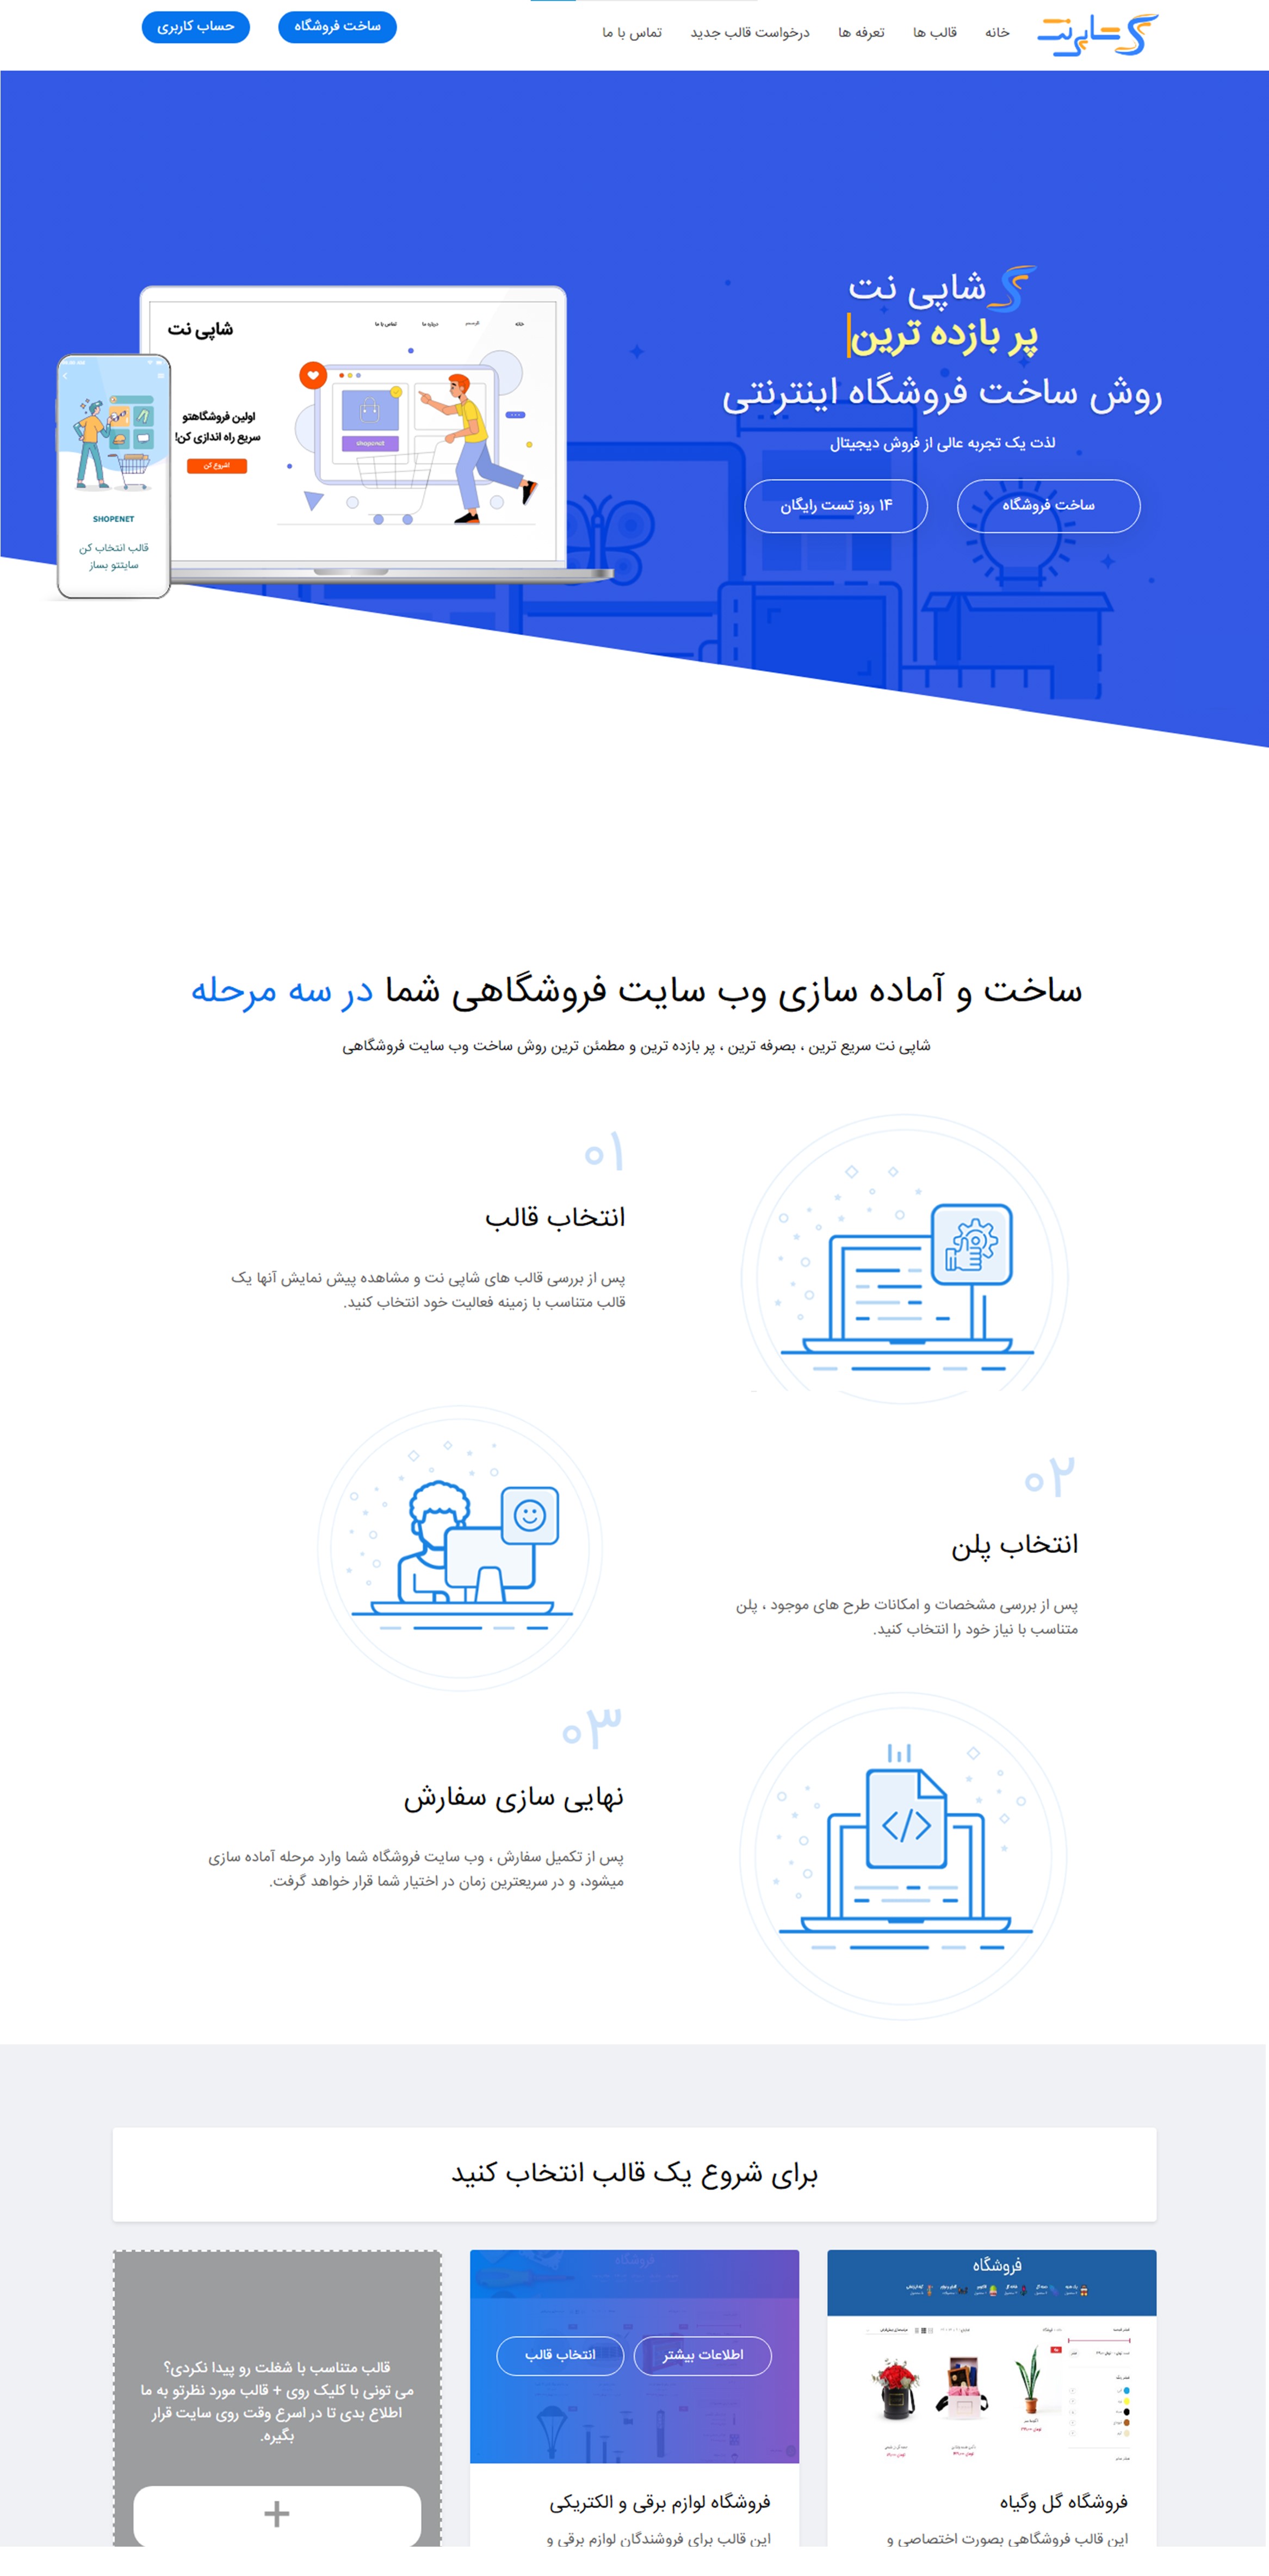 شاپی نت
خانه
قالب ها
تعرفه ها
درخواست قالب جدید
تماس با ما
ساخت فروشگاه
حساب کاربری
شاپی نت
پر بازده ترین
روش ساخت فروشگاه اینترنتی
لذت یک تجربه عالی از فروش دیجیتال
ساخت فروشگاه
۱۴ روز تست رایگان
شاپی نت
خانه
درباره ما
تماس با ما
اولین فروشگاهتو
سریع راه اندازی کن!
shopenet
SHOPENET
قالب انتخاب کن
سایتتو بساز
ساخت و آماده سازی وب سایت فروشگاهی شما در سه مرحله
شاپی نت سریع ترین ، بصرفه ترین ، پر بازده ترین و مطمئن ترین روش ساخت وب سایت فروشگاهی
۰۱
انتخاب قالب
پس از بررسی قالب های شاپی نت و مشاهده پیش نمایش آنها یک
قالب متناسب با زمینه فعالیت خود انتخاب کنید.
۰۲
انتخاب پلن
پس از بررسی مشخصات و امکانات طرح های موجود ، پلن
متناسب با نیاز خود را انتخاب کنید.
۰۳
نهایی سازی سفارش
پس از تکمیل سفارش ، وب سایت فروشگاه شما وارد مرحله آماده سازی
میشود، و در سریعترین زمان در اختیار شما قرار خواهد گرفت.
برای شروع یک قالب انتخاب کنید
فروشگاه
فروشگاه گل وگیاه
این قالب فروشگاهی بصورت اختصاصی و
فروشگاه
اطلاعات بیشتر
انتخاب قالب
فروشگاه لوازم برقی و الکتریکی
این قالب برای فروشندگان لوازم برقی و
قالب متناسب با شغلت رو پیدا نکردی؟
می تونی با کلیک روی + قالب مورد نظرتو به ما
اطلاع بدی تا در اسرع وقت روی سایت قرار
بگیره.
+